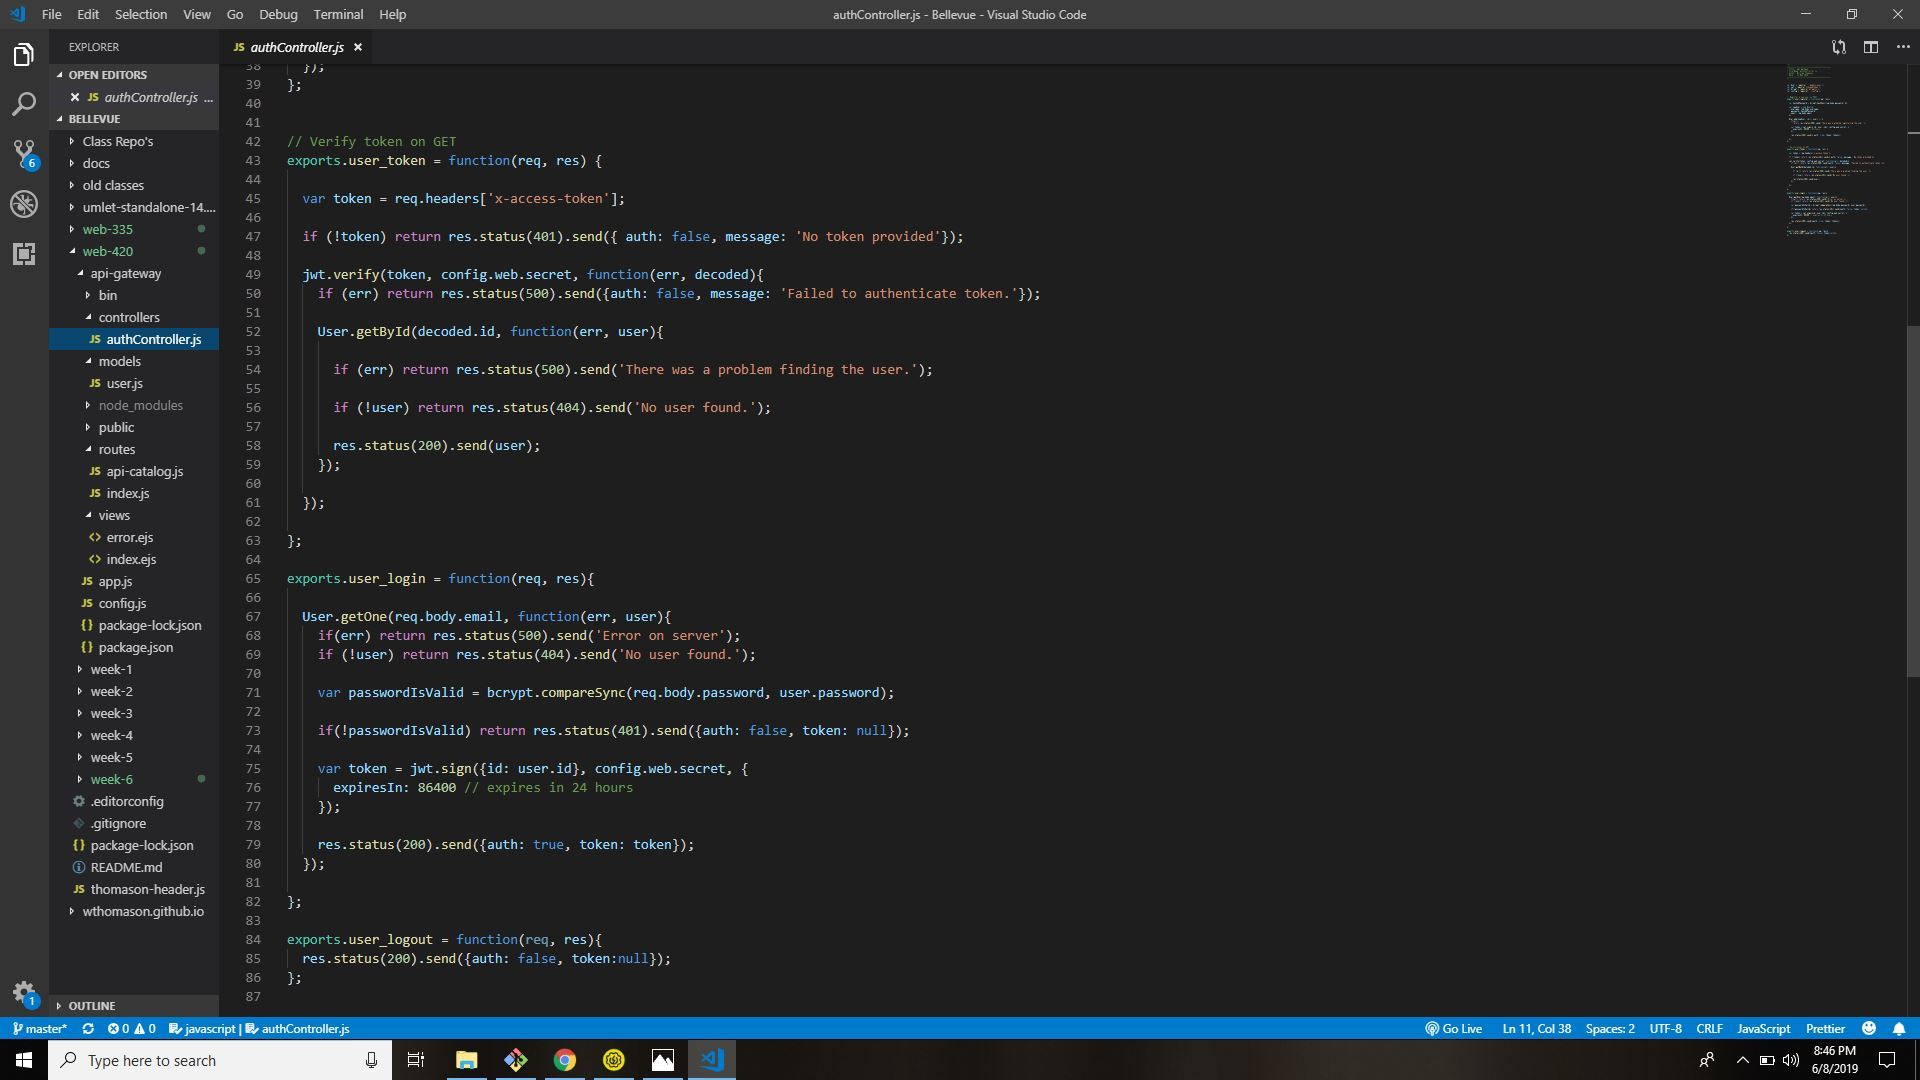 File Edit Selection View Go Debug Terminal Help
authController.js - Bellevue - Visual Studio Code
EXPLORER
OPEN EDITORS
JS authController.js ...
BELLEVUE
Class Repo's
docs
old classes
umlet-standalone-14....
web-335
web-420
api-gateway
bin
controllers
JS authController.js
models
JS user.js
node_modules
public
routes
JS api-catalog.js
JS index.js
views
<> error.ejs
<> index.ejs
JS app.js
JS config.js
{} package-lock.json
{} package.json
week-1
week-2
week-3
week-4
week-5
week-6
.editorconfig
.gitignore
{} package-lock.json
README.md
JS thomason-header.js
wthomason.github.io
OUTLINE
6
1
JS authController.js
38 });
39 };
40
41
42 // Verify token on GET
43 exports.user_token = function(req, res) {
44
45 var token = req.headers['x-access-token'];
46
47 if (!token) return res.status(401).send({ auth: false, message: 'No token provided'});
48
49 jwt.verify(token, config.web.secret, function(err, decoded){
50 if (err) return res.status(500).send({auth: false, message: 'Failed to authenticate token.'});
51
52 User.getById(decoded.id, function(err, user){
53
54 if (err) return res.status(500).send('There was a problem finding the user.');
55
56 if (!user) return res.status(404).send('No user found.');
57
58 res.status(200).send(user);
59 });
60
61 });
62
63 };
64
65 exports.user_login = function(req, res){
66
67 User.getOne(req.body.email, function(err, user){
68 if(err) return res.status(500).send('Error on server');
69 if (!user) return res.status(404).send('No user found.');
70
71 var passwordIsValid = bcrypt.compareSync(req.body.password, user.password);
72
73 if(!passwordIsValid) return res.status(401).send({auth: false, token: null});
74
75 var token = jwt.sign({id: user.id}, config.web.secret, {
76 expiresIn: 86400 // expires in 24 hours
77 });
78
79 res.status(200).send({auth: true, token: token});
80 });
81
82 };
83
84 exports.user_logout = function(req, res){
85 res.status(200).send({auth: false, token:null});
86 };
87
master* 0 0 javascript | authController.js
Go Live Ln 11, Col 38 Spaces: 2 UTF-8 CRLF JavaScript Prettier
Type here to search
8:46 PM
6/8/2019